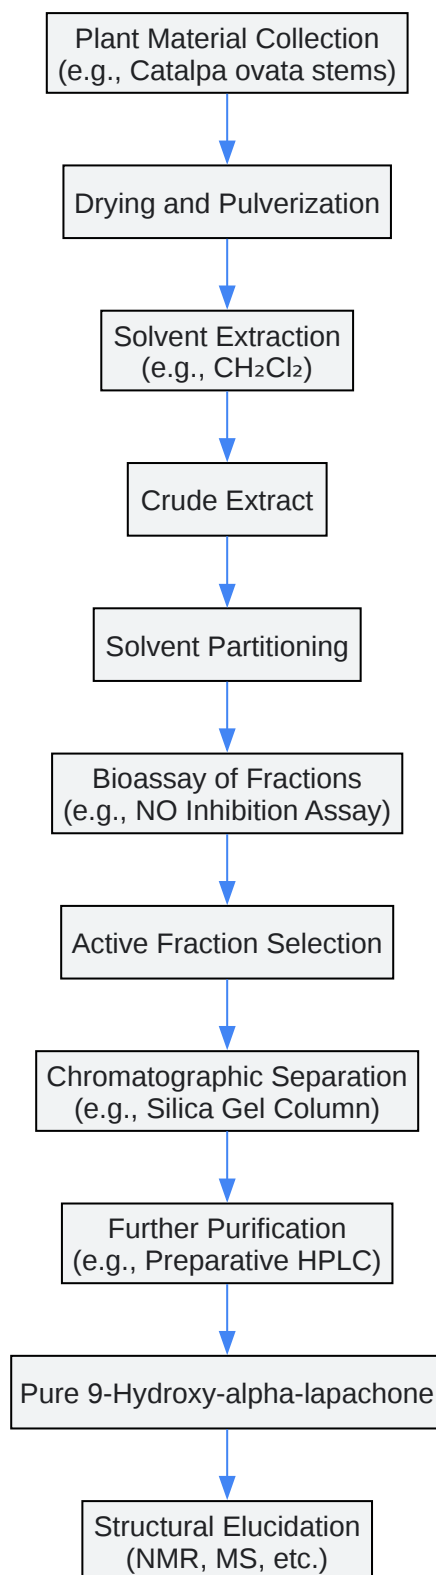 Plant Material Collection
(e.g., Catalpa ovata stems)
Drying and Pulverization
Solvent Extraction
(e.g., CH₂Cl₂)
Crude Extract
Solvent Partitioning
Bioassay of Fractions
(e.g., NO Inhibition Assay)
Active Fraction Selection
Chromatographic Separation
(e.g., Silica Gel Column)
Further Purification
(e.g., Preparative HPLC)
Pure 9-Hydroxy-alpha-lapachone
Structural Elucidation
(NMR, MS, etc.)